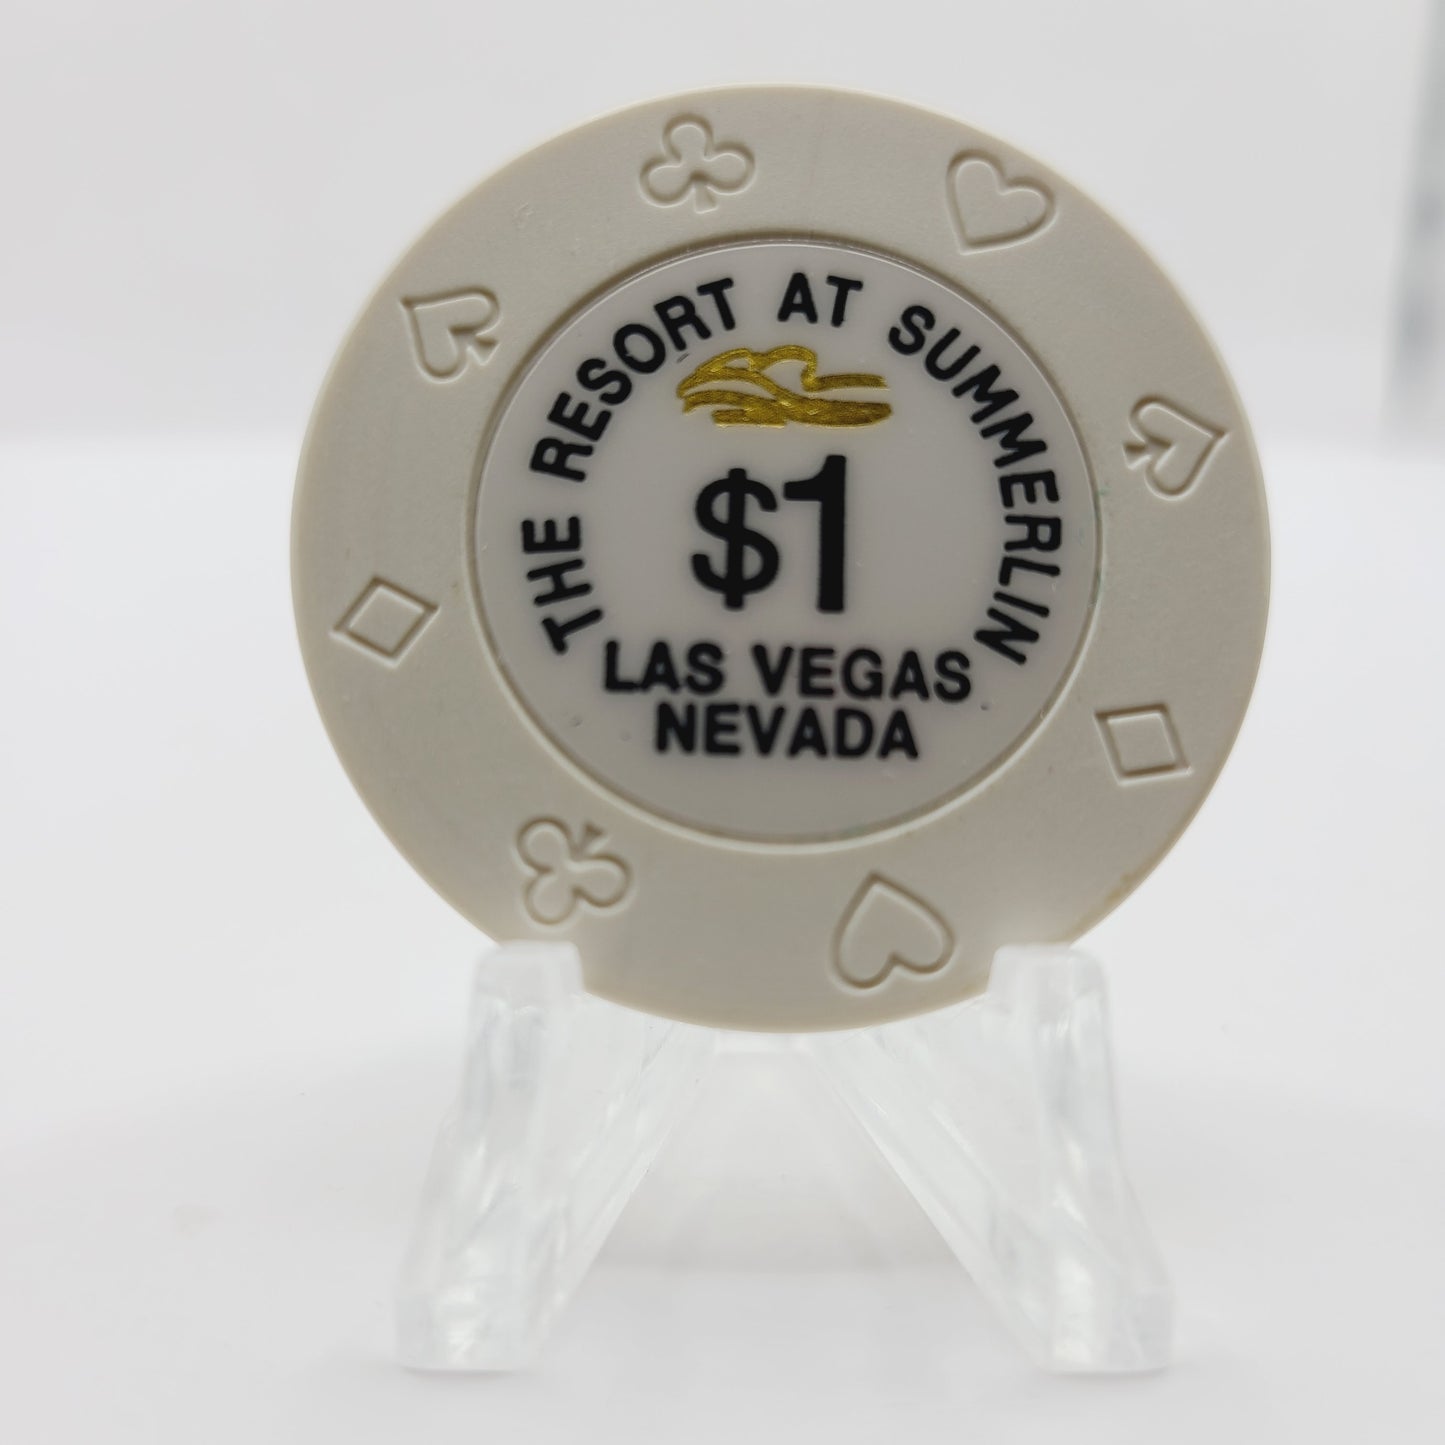 THE RESORT AT SUMMERLIN
$1
LAS VEGAS
NEVADA